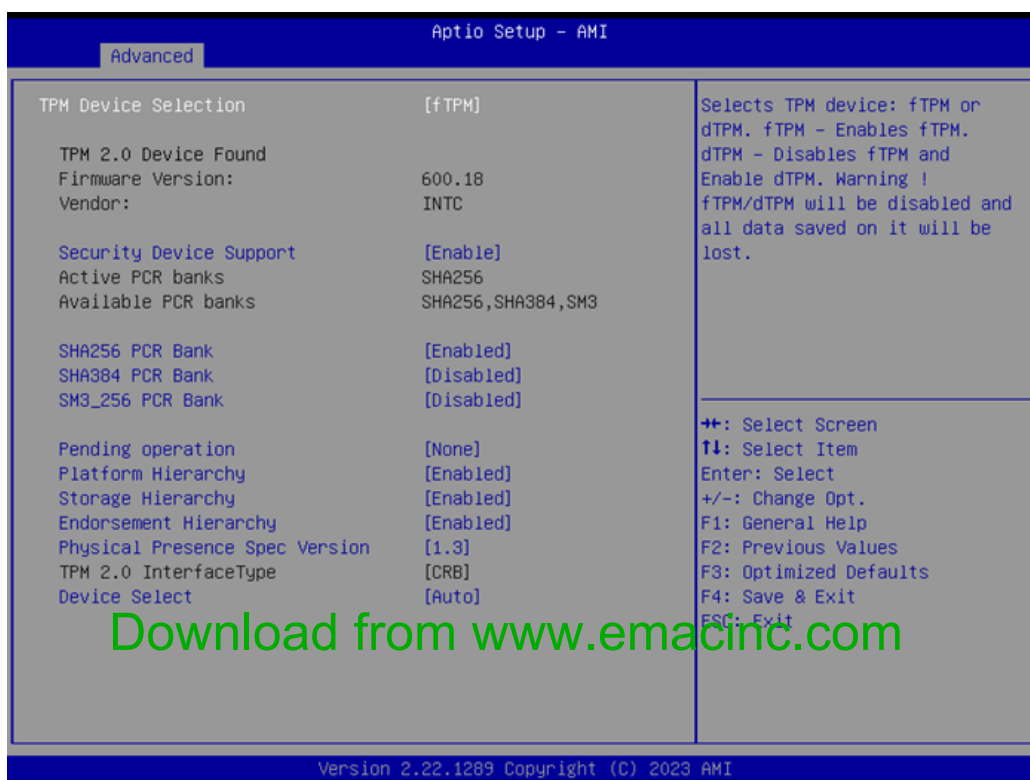 Aptio Setup – AMI
Advanced
TPM Device Selection [fTPM]
TPM 2.0 Device Found
Firmware Version: 600.18
Vendor: INTC
Security Device Support [Enable]
Active PCR banks SHA256
Available PCR banks SHA256,SHA384,SM3
SHA256 PCR Bank [Enabled]
SHA384 PCR Bank [Disabled]
SM3_256 PCR Bank [Disabled]
Pending operation [None]
Platform Hierarchy [Enabled]
Storage Hierarchy [Enabled]
Endorsement Hierarchy [Enabled]
Physical Presence Spec Version [1.3]
TPM 2.0 InterfaceType [CRB]
Device Select [Auto]
Selects TPM device: fTPM or
dTPM. fTPM – Enables fTPM.
dTPM – Disables fTPM and
Enable dTPM. Warning !
fTPM/dTPM will be disabled and
all data saved on it will be
lost.
→←: Select Screen
↑↓: Select Item
Enter: Select
+/-: Change Opt.
F1: General Help
F2: Previous Values
F3: Optimized Defaults
F4: Save & Exit
ESC: Exit
Download from www.emacinc.com
Version 2.22.1289 Copyright (C) 2023 AMI